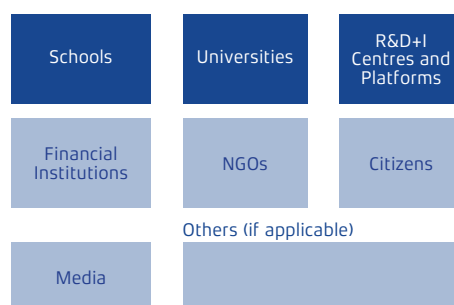 Schools
Universities
R&D+I
Centres and
Platforms
Financial
Institutions
NGOs
Citizens
Others (if applicable)
Media